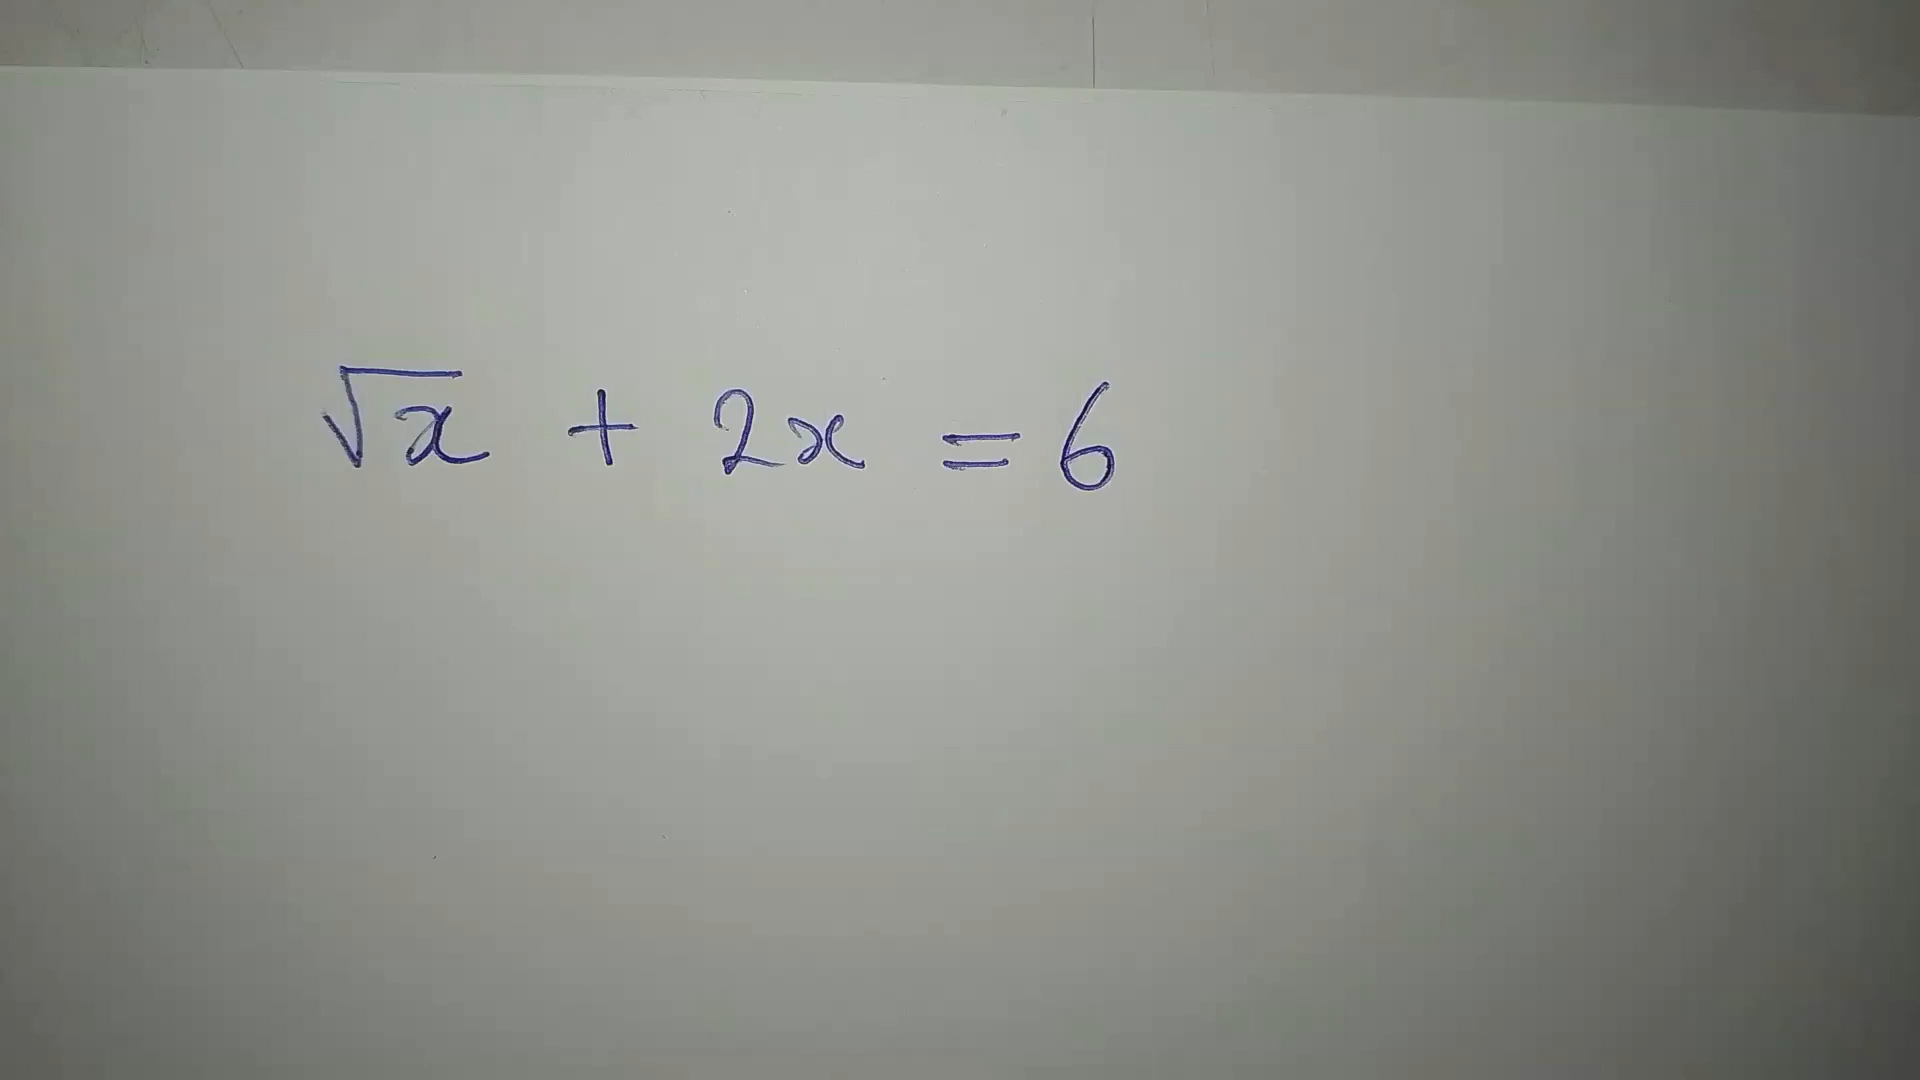 √x + 2x = 6